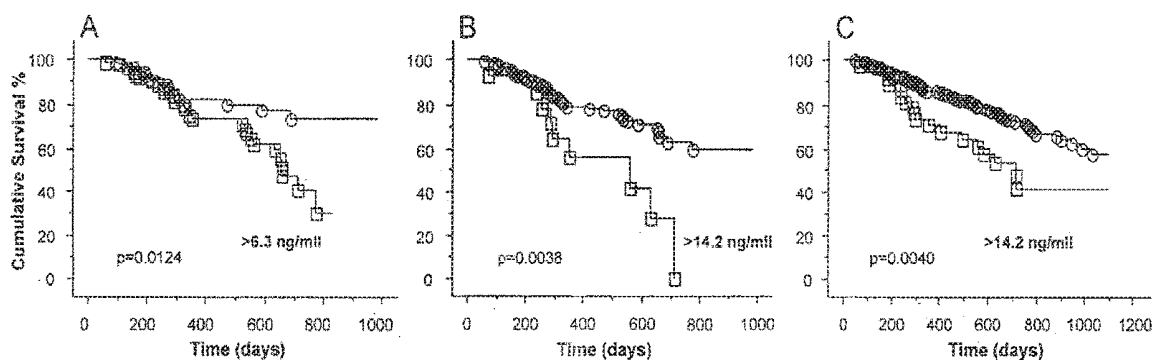 A
B
C
Cumulative Survival %
100
80
60
40
20
0
>6.3 ng/mll
p=0.0124
0 200 400 600 800 1000
Time (days)
100
80
60
40
20
0
>14.2 ng/mll
p=0.0038
0 200 400 600 800 1000
Time (days)
100
80
60
40
20
0
>14.2 ng/mll
p=0.0040
0 200 400 600 800 1000 1200
Time (days)